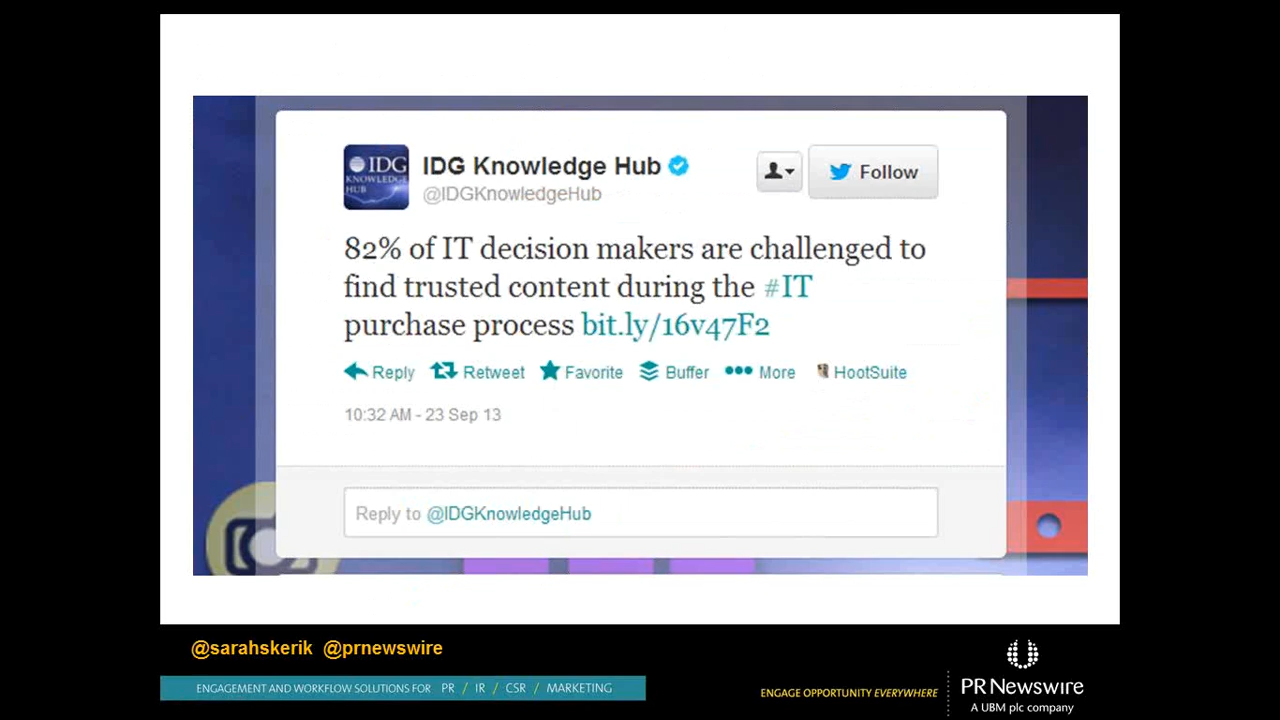 IDG
KNOWLEDGE
HUB
IDG Knowledge Hub
@IDGKnowledgeHub
Follow
82% of IT decision makers are challenged to
find trusted content during the #IT
purchase process bit.ly/16v47F2
Reply Retweet Favorite Buffer More HootSuite
10:32 AM - 23 Sep 13
Reply to @IDGKnowledgeHub
@sarahskerik @prnewswire
ENGAGEMENT AND WORKFLOW SOLUTIONS FOR PR / IR / CSR / MARKETING
ENGAGE OPPORTUNITY EVERYWHERE
PR Newswire
A UBM plc company